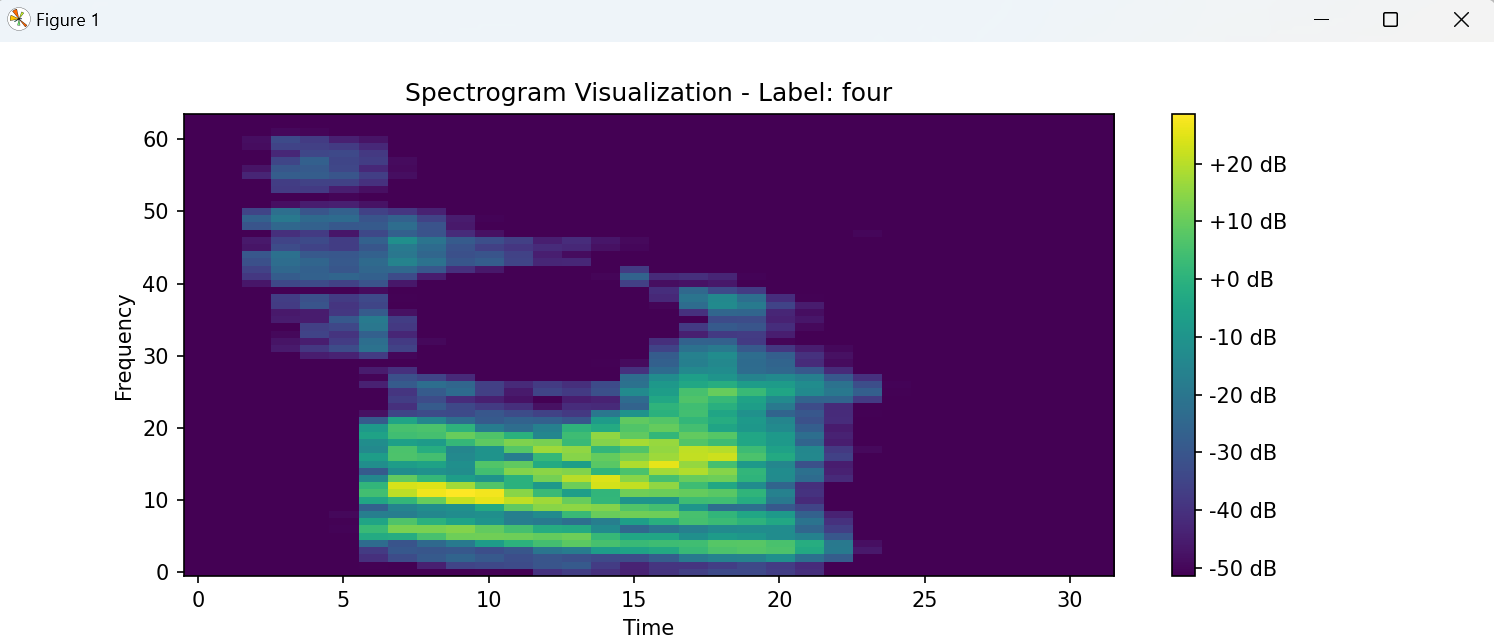 Figure 1
Spectrogram Visualization - Label: four
60
50
40
30
20
10
0
Frequency
0 5 10 15 20 25 30
Time
+20 dB
+10 dB
+0 dB
-10 dB
-20 dB
-30 dB
-40 dB
-50 dB